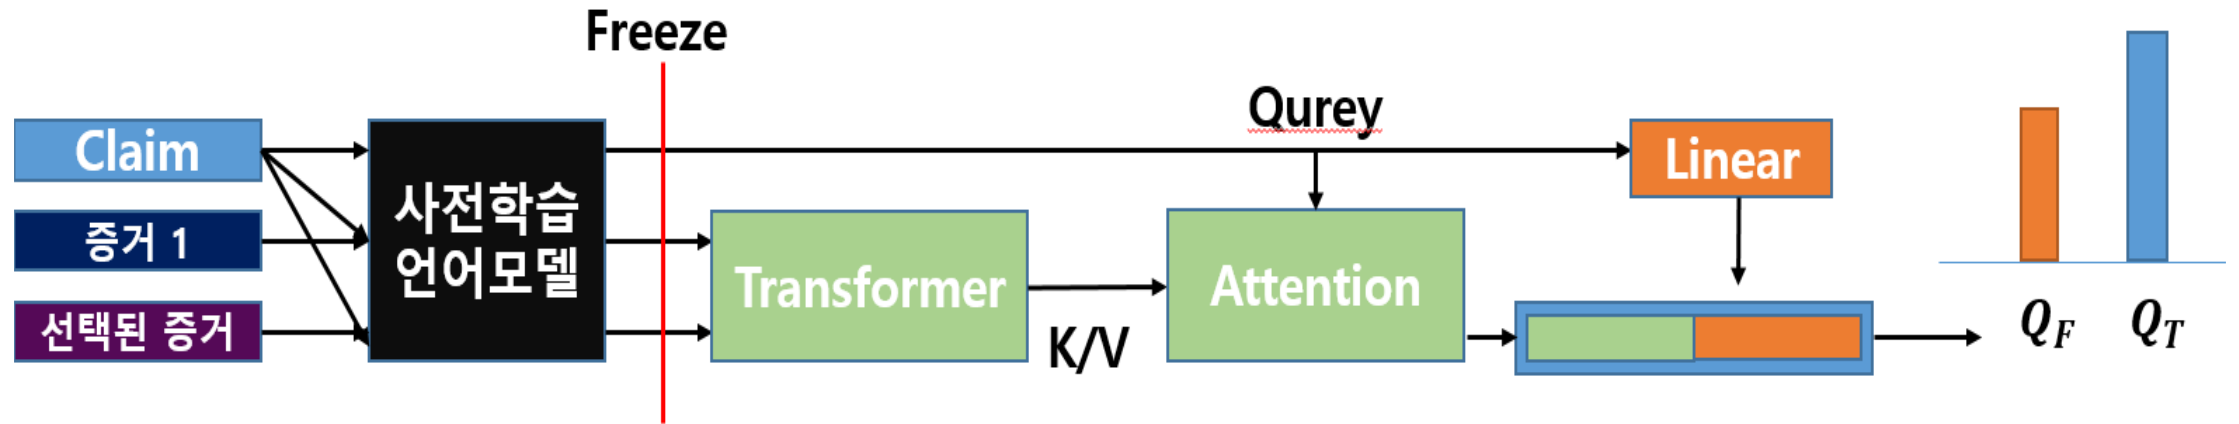 Freeze
Qurey
Claim
사전학습
언어모델
Linear
증거 1
Transformer
Attention
선택된 증거
K/V
Q_F
Q_T